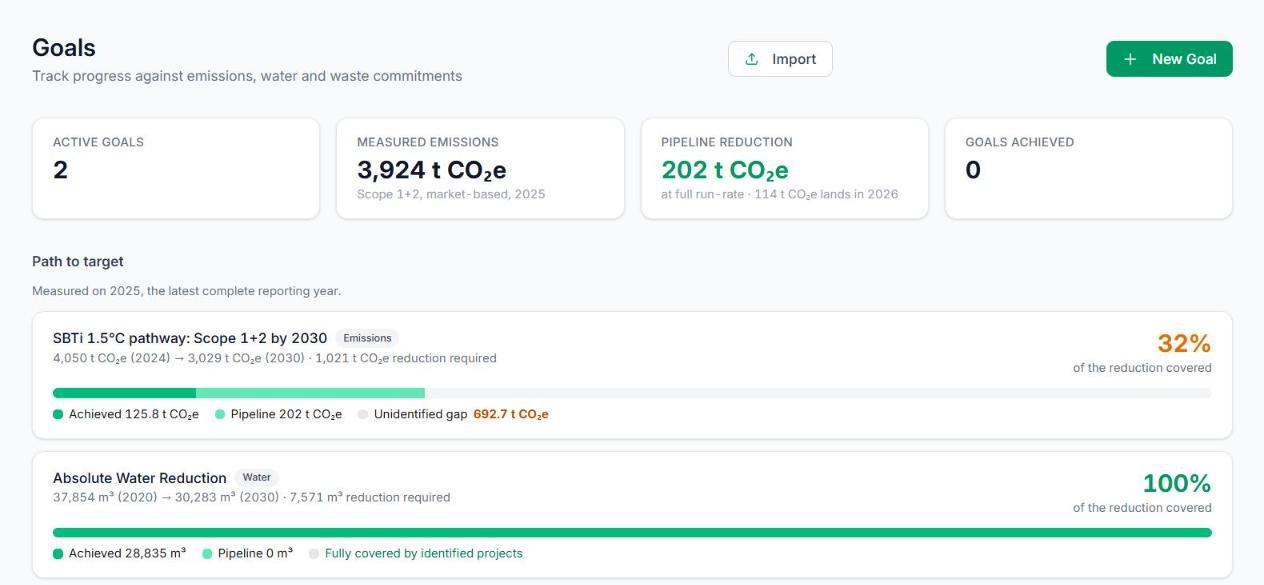 Goals
Track progress against emissions, water and waste commitments
Import
New Goal
ACTIVE GOALS
2
MEASURED EMISSIONS
3,924 t CO₂e
Scope 1+2, market-based, 2025
PIPELINE REDUCTION
202 t CO₂e
at full run-rate · 114 t CO₂e lands in 2026
GOALS ACHIEVED
0
Path to target
Measured on 2025, the latest complete reporting year.
SBTi 1.5°C pathway: Scope 1+2 by 2030 Emissions
4,050 t CO₂e (2024) → 3,029 t CO₂e (2030) · 1,021 t CO₂e reduction required
32%
of the reduction covered
Achieved 125.8 t CO₂e Pipeline 202 t CO₂e Unidentified gap 692.7 t CO₂e
Absolute Water Reduction Water
37,854 m³ (2020) → 30,283 m³ (2030) · 7,571 m³ reduction required
100%
of the reduction covered
Achieved 28,835 m³ Pipeline 0 m³ Fully covered by identified projects